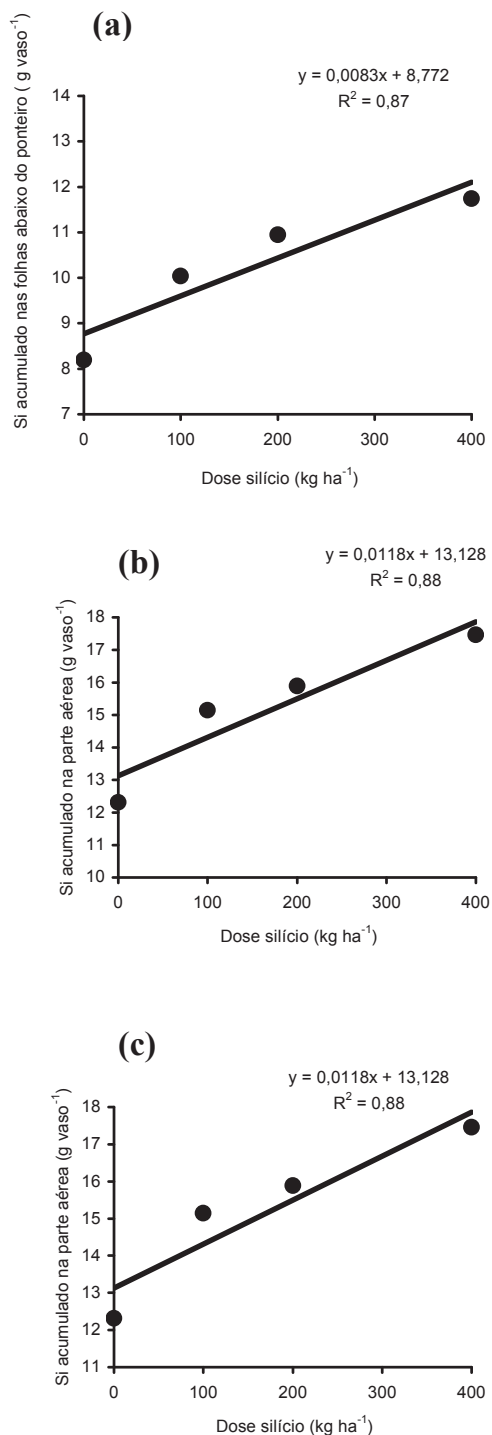 (a)
y = 0,0083x + 8,772
R² = 0,87
Si acumulado nas folhas abaixo do ponteiro ( g vaso⁻¹)
14
13
12
11
10
9
8
7
0 100 200 300 400
Dose silício (kg ha⁻¹)
(b)
y = 0,0118x + 13,128
R² = 0,88
Si acumulado na parte aérea (g vaso⁻¹)
18
17
16
15
14
13
12
11
10
0 100 200 300 400
Dose silício (kg ha⁻¹)
(c)
y = 0,0118x + 13,128
R² = 0,88
Si acumulado na parte aérea (g vaso⁻¹)
18
17
16
15
14
13
12
11
0 100 200 300 400
Dose silício (kg ha⁻¹)